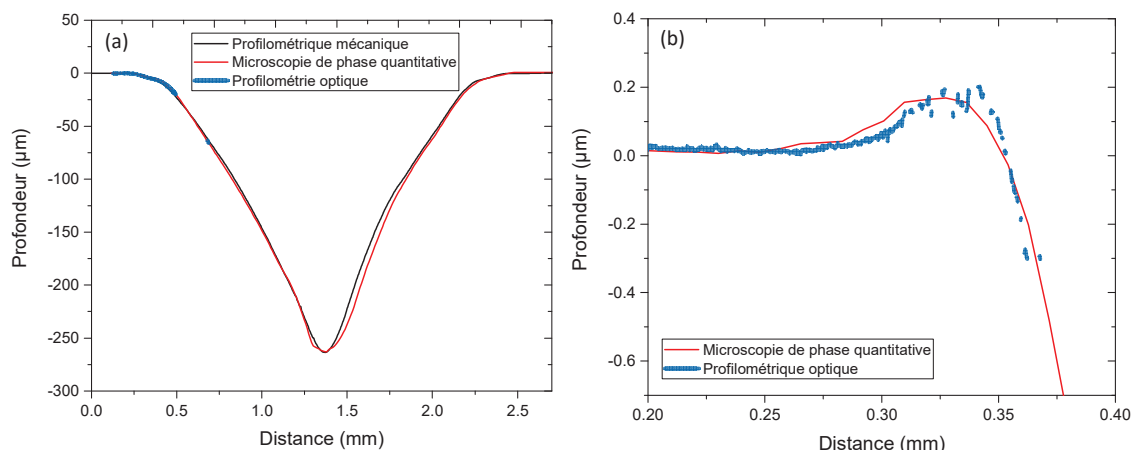 (a)
Profilométrique mécanique
Microscopie de phase quantitative
Profilométrie optique
50
0
-50
-100
-150
-200
-250
-300
Profondeur (µm)
0.0 0.5 1.0 1.5 2.0 2.5
Distance (mm)
(b)
0.4
0.2
0.0
-0.2
-0.4
-0.6
Profondeur (µm)
Microscopie de phase quantitative
Profilométrique optique
0.20 0.25 0.30 0.35 0.40
Distance (mm)